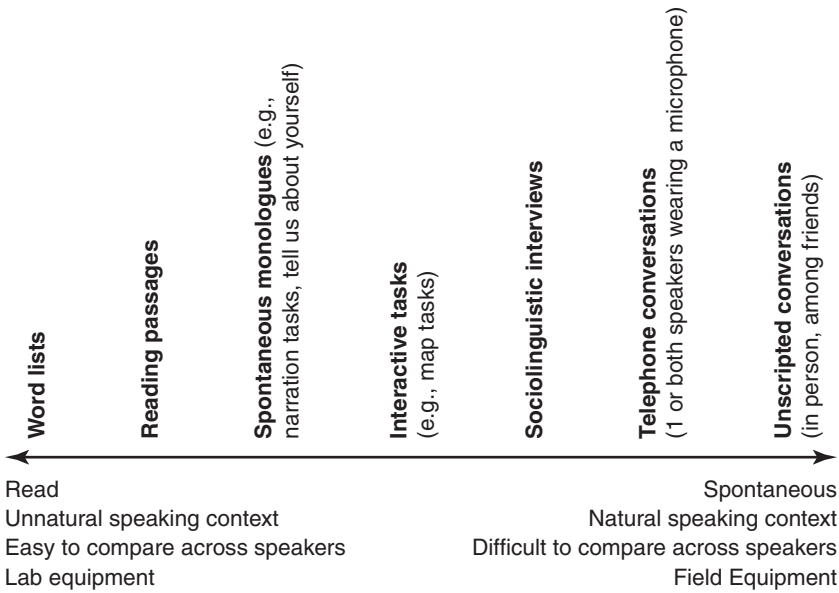 Word lists
Reading passages
Spontaneous monologues (e.g.,
narration tasks, tell us about yourself)
Interactive tasks
(e.g., map tasks)
Sociolinguistic interviews
Telephone conversations
(1 or both speakers wearing a microphone)
Unscripted conversations
(in person, among friends)
Read
Unnatural speaking context
Easy to compare across speakers
Lab equipment
Spontaneous
Natural speaking context
Difficult to compare across speakers
Field Equipment